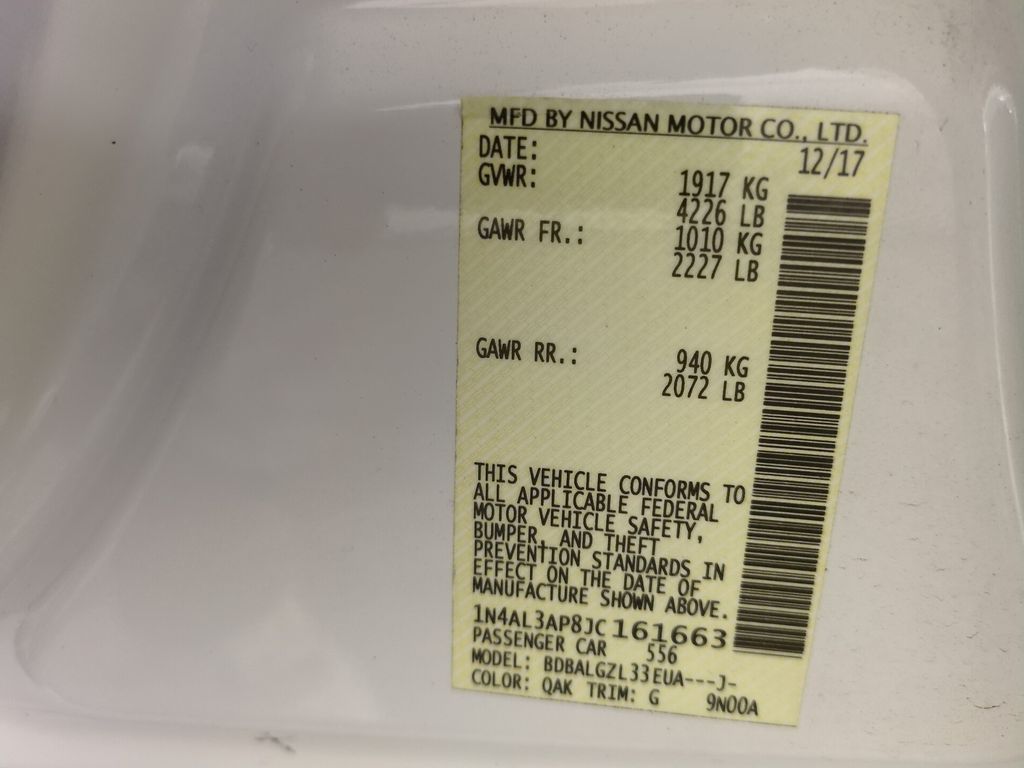 MFD BY NISSAN MOTOR CO., LTD.
DATE: 12/17
GVWR: 1917 KG
4226 LB
GAWR FR.: 1010 KG
2227 LB
GAWR RR.: 940 KG
2072 LB
THIS VEHICLE CONFORMS TO
ALL APPLICABLE FEDERAL
MOTOR VEHICLE SAFETY,
BUMPER, AND THEFT
PREVENTION STANDARDS IN
EFFECT ON THE DATE OF
MANUFACTURE SHOWN ABOVE.
1N4AL3AP8JC161663
PASSENGER CAR 556
MODEL: BDBALGZL33EUA---J-
COLOR: QAK TRIM: G 9N00A